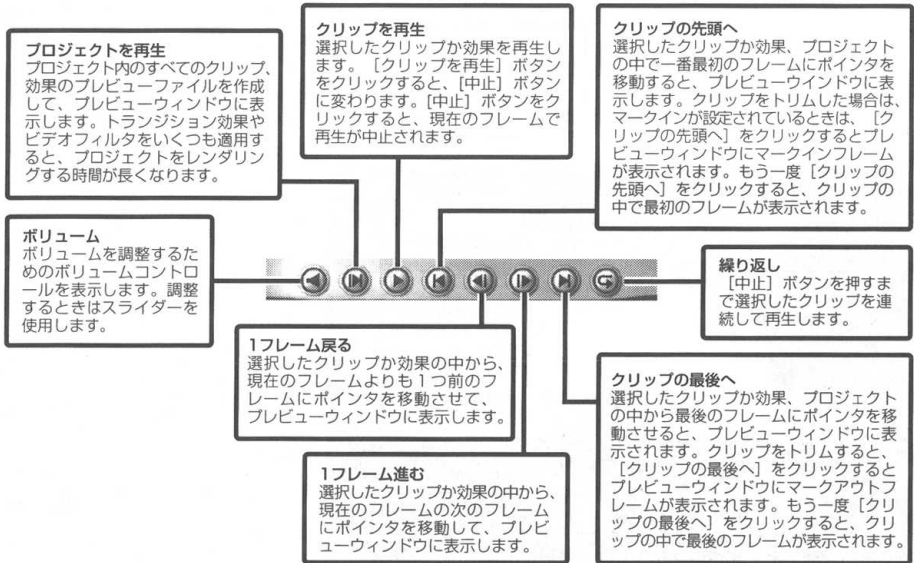 プロジェクトを再生
プロジェクト内のすべてのクリップ、
効果のプレビューファイルを作成
して、プレビューウィンドウに表
示します。トランジション効果や
ビデオフィルタをいくつも適用す
ると、プロジェクトをレンダリン
グする時間が長くなります。
クリップを再生
選択したクリップか効果を再生し
ます。［クリップを再生］ボタン
をクリックすると、[中止］ボタン
に変わります。[中止］ボタンをク
リックすると、現在のフレームで
再生が中止されます。
クリップの先頭へ
選択したクリップか効果、プロジェクト
の中で一番最初のフレームにポインタを
移動すると、プレビューウインドウに表
示します。クリップをトリムした場合は、
マークインが設定されているときは、［ク
リップの先頭へ］をクリックするとプレ
ビューウィンドウにマークインフレーム
が表示されます。もう一度［クリップの
先頭へ］をクリックすると、クリップの
中で最初のフレームが表示されます。
ボリューム
ボリュームを調整するた
めのボリュームコントロ
ールを表示します。調整
するときはスライダーを
使用します。
繰り返し
［中止］ボタンを押すま
で選択したクリップを連
続して再生します。
1フレーム戻る
選択したクリップか効果の中から、
現在のフレームよりも１つ前のフ
レームにポインタを移動させて、
プレビューウィンドウに表示します。
1フレーム進む
選択したクリップか効果の中から、
現在のフレームの次のフレーム
にポインタを移動して、プレビ
ューウィンドウに表示します。
クリップの最後へ
選択したクリップか効果、プロジェクト
の中から最後のフレームにポインタを移
動させると、プレビューウィンドウに表
示されます。クリップをトリムすると、
［クリップの最後へ］をクリックすると
プレビューウィンドウにマークアウトフ
レームが表示されます。もう一度［クリ
ップの最後へ］をクリックすると、クリ
ップの中で最後のフレームが表示されます。